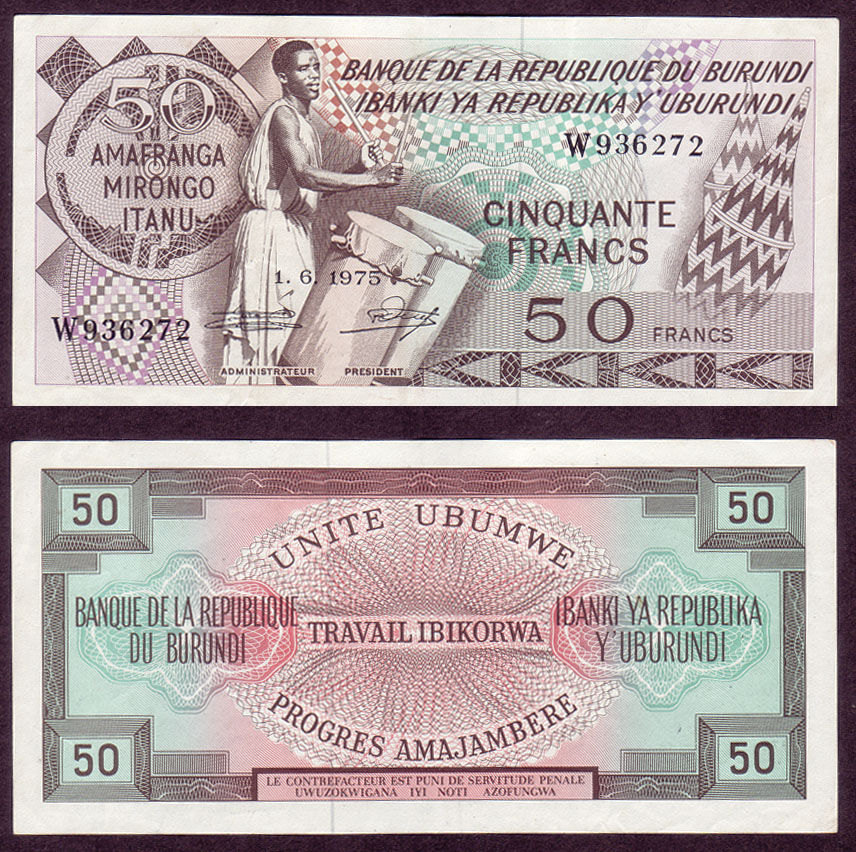 50
AMAFRANGA
MIRONGO
ITANU
BANQUE DE LA REPUBLIQUE DU BURUNDI
IBANKI YA REPUBLIKA Y'UBURUNDI
W936272
CINQUANTE
FRANCS
1. 6. 1975
W936272
50 FRANCS
ADMINISTRATEUR PRESIDENT
50
50
UNITE UBUMWE
BANQUE DE LA REPUBLIQUE
DU BURUNDI
TRAVAIL IBIKORWA
IBANKI YA REPUBLIKA
Y'UBURUNDI
PROGRES AMAJAMBERE
50
50
LE CONTREFACTEUR EST PUNI DE SERVITUDE PENALE
UWUZOKWIGANA IYI NOTI AZOFUNGWA